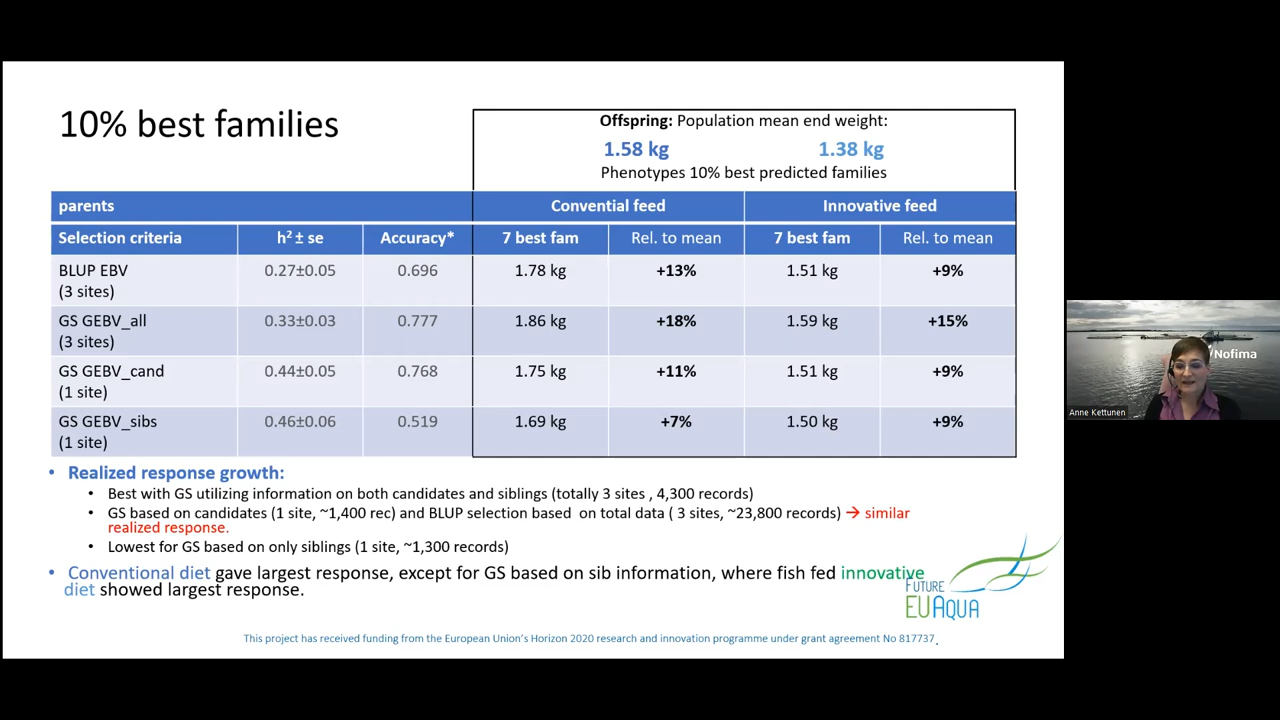 10% best families
Offspring: Population mean end weight:
1.58 kg 1.38 kg
Phenotypes 10% best predicted families
parents Convential feed Innovative feed
Selection criteria h² ± se Accuracy* 7 best fam Rel. to mean 7 best fam Rel. to mean
BLUP EBV 0.27±0.05 0.696 1.78 kg +13% 1.51 kg +9%
(3 sites)
GS GEBV_all 0.33±0.03 0.777 1.86 kg +18% 1.59 kg +15%
(3 sites)
GS GEBV_cand 0.44±0.05 0.768 1.75 kg +11% 1.51 kg +9%
(1 site)
GS GEBV_sibs 0.46±0.06 0.519 1.69 kg +7% 1.50 kg +9%
(1 site)
• Realized response growth:
• Best with GS utilizing information on both candidates and siblings (totally 3 sites , 4,300 records)
• GS based on candidates (1 site, ~1,400 rec) and BLUP selection based on total data ( 3 sites, ~23,800 records) → similar
realized response.
• Lowest for GS based on only siblings (1 site, ~1,300 records)
• Conventional diet gave largest response, except for GS based on sib information, where fish fed innovative
diet showed largest response.
FUTURE
EUAQUA
This project has received funding from the European Union's Horizon 2020 research and innovation programme under grant agreement No 817737.
Nofima
Anne Kettunen